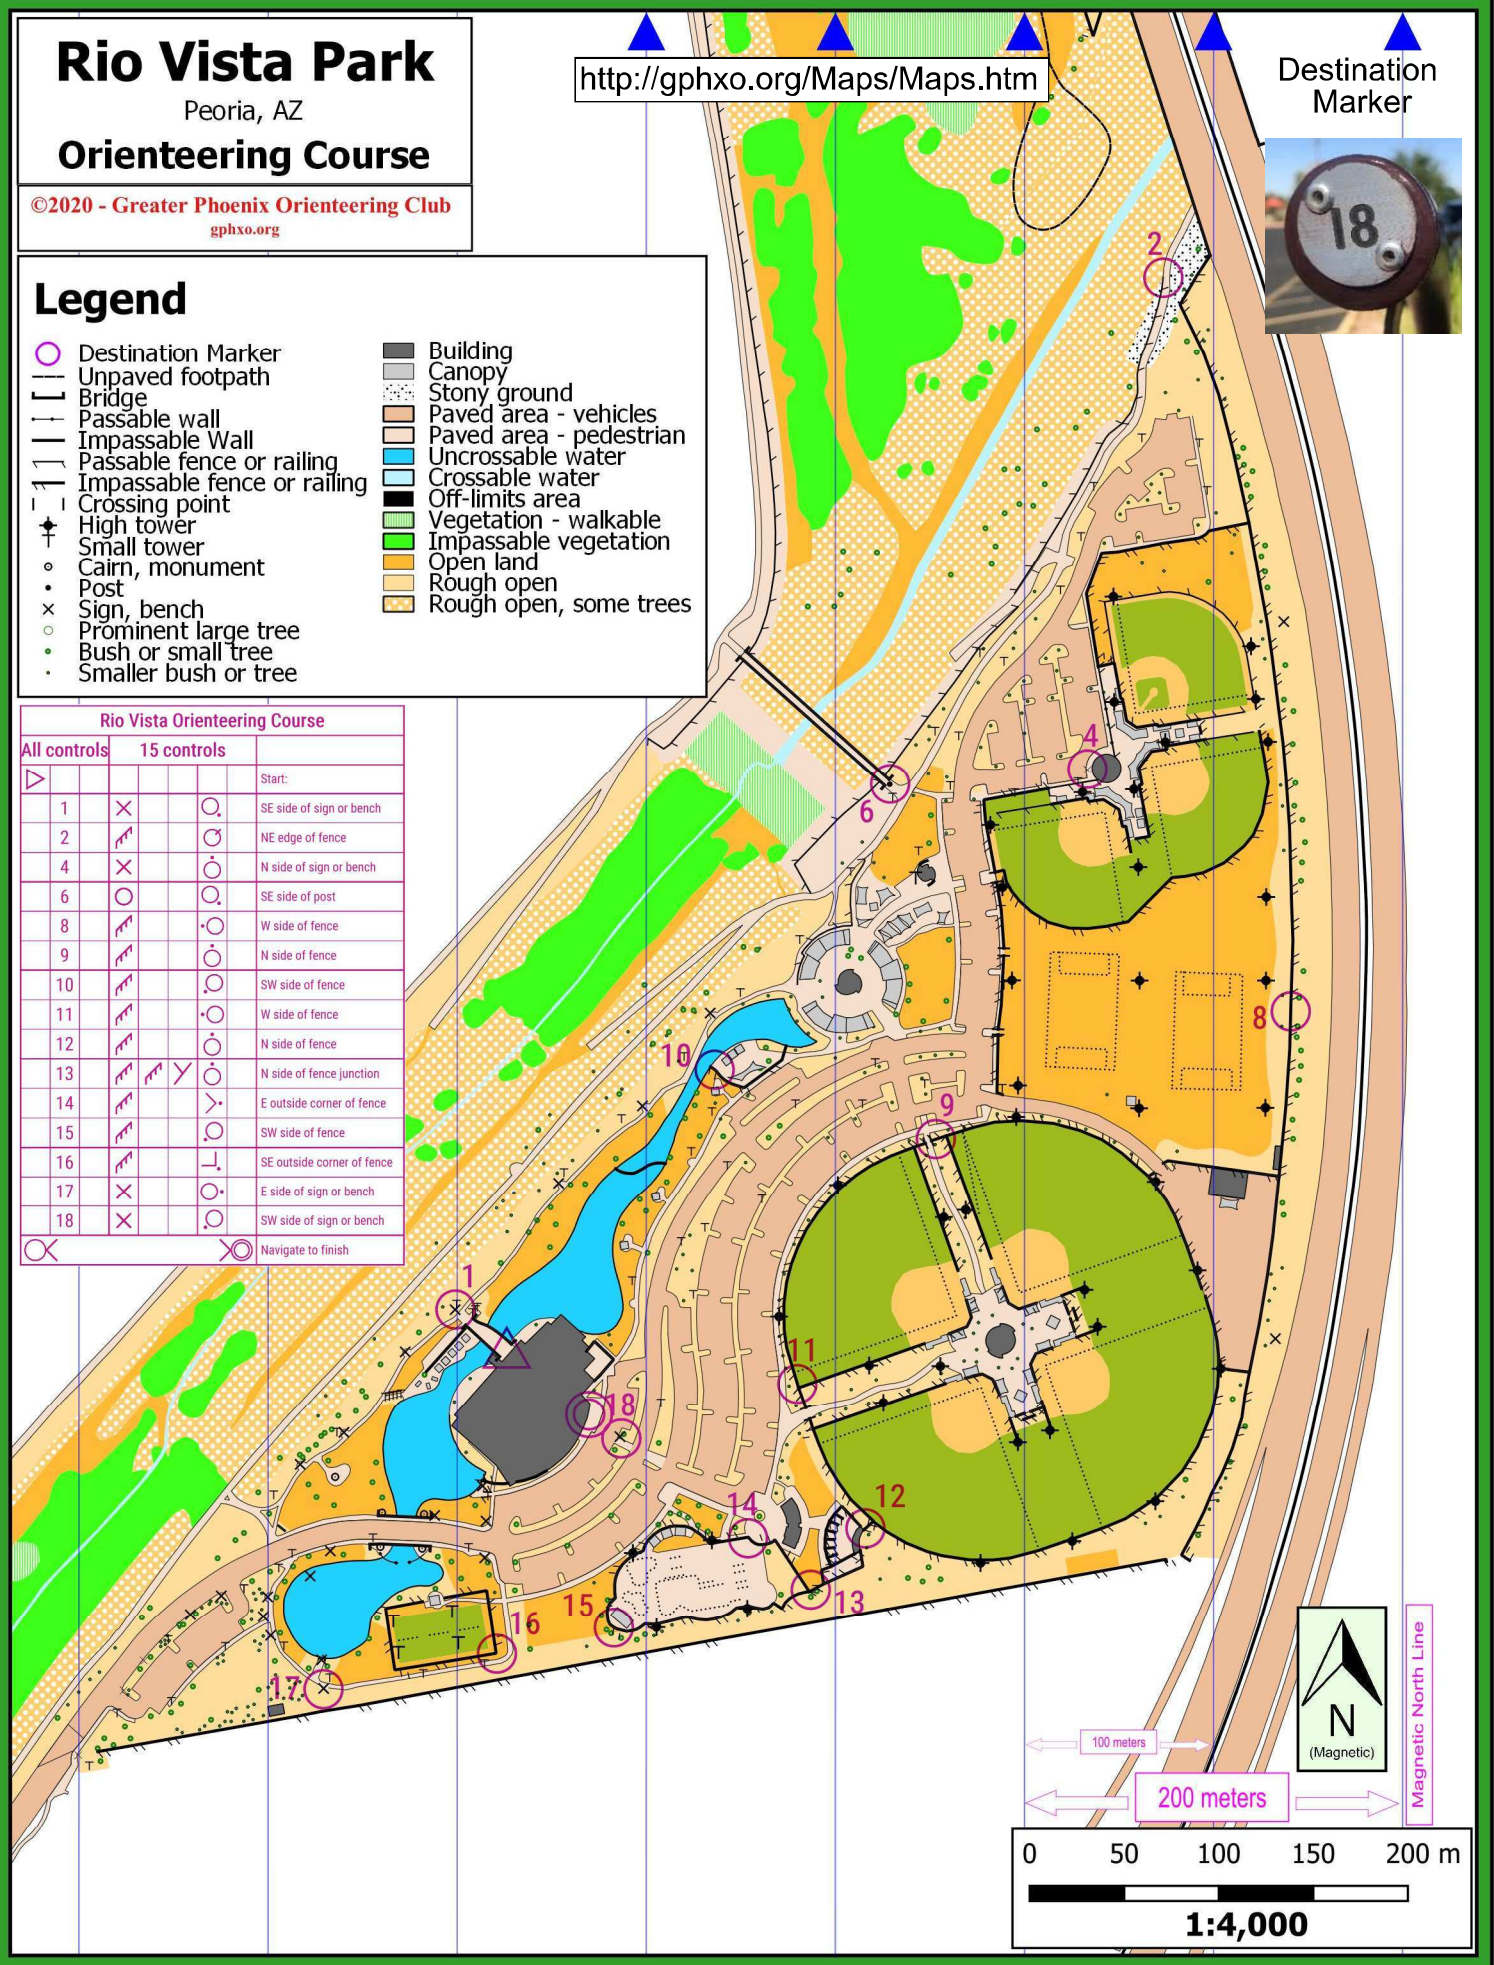 Rio Vista Park
Peoria, AZ
Orienteering Course
©2020 - Greater Phoenix Orienteering Club
gphxo.org
http://gphxo.org/Maps/Maps.htm
Destination
Marker
18
Legend
Destination Marker
Unpaved footpath
Bridge
Passable wall
Impassable Wall
Passable fence or railing
Impassable fence or railing
Crossing point
High tower
Small tower
Cairn, monument
Post
Sign, bench
Prominent large tree
Bush or small tree
Smaller bush or tree
Building
Canopy
Stony ground
Paved area - vehicles
Paved area - pedestrian
Uncrossable water
Crossable water
Off-limits area
Vegetation - walkable
Impassable vegetation
Open land
Rough open
Rough open, some trees
Rio Vista Orienteering Course
All controls 15 controls
Start:
1 SE side of sign or bench
2 NE edge of fence
4 N side of sign or bench
6 SE side of post
8 W side of fence
9 N side of fence
10 SW side of fence
11 W side of fence
12 N side of fence
13 N side of fence junction
14 E outside corner of fence
15 SW side of fence
16 SE outside corner of fence
17 E side of sign or bench
18 SW side of sign or bench
Navigate to finish
2
4
6
8
10
9
1
11
18
14
12
13
15
16
17
N
(Magnetic)
Magnetic North Line
100 meters
200 meters
0 50 100 150 200 m
1:4,000